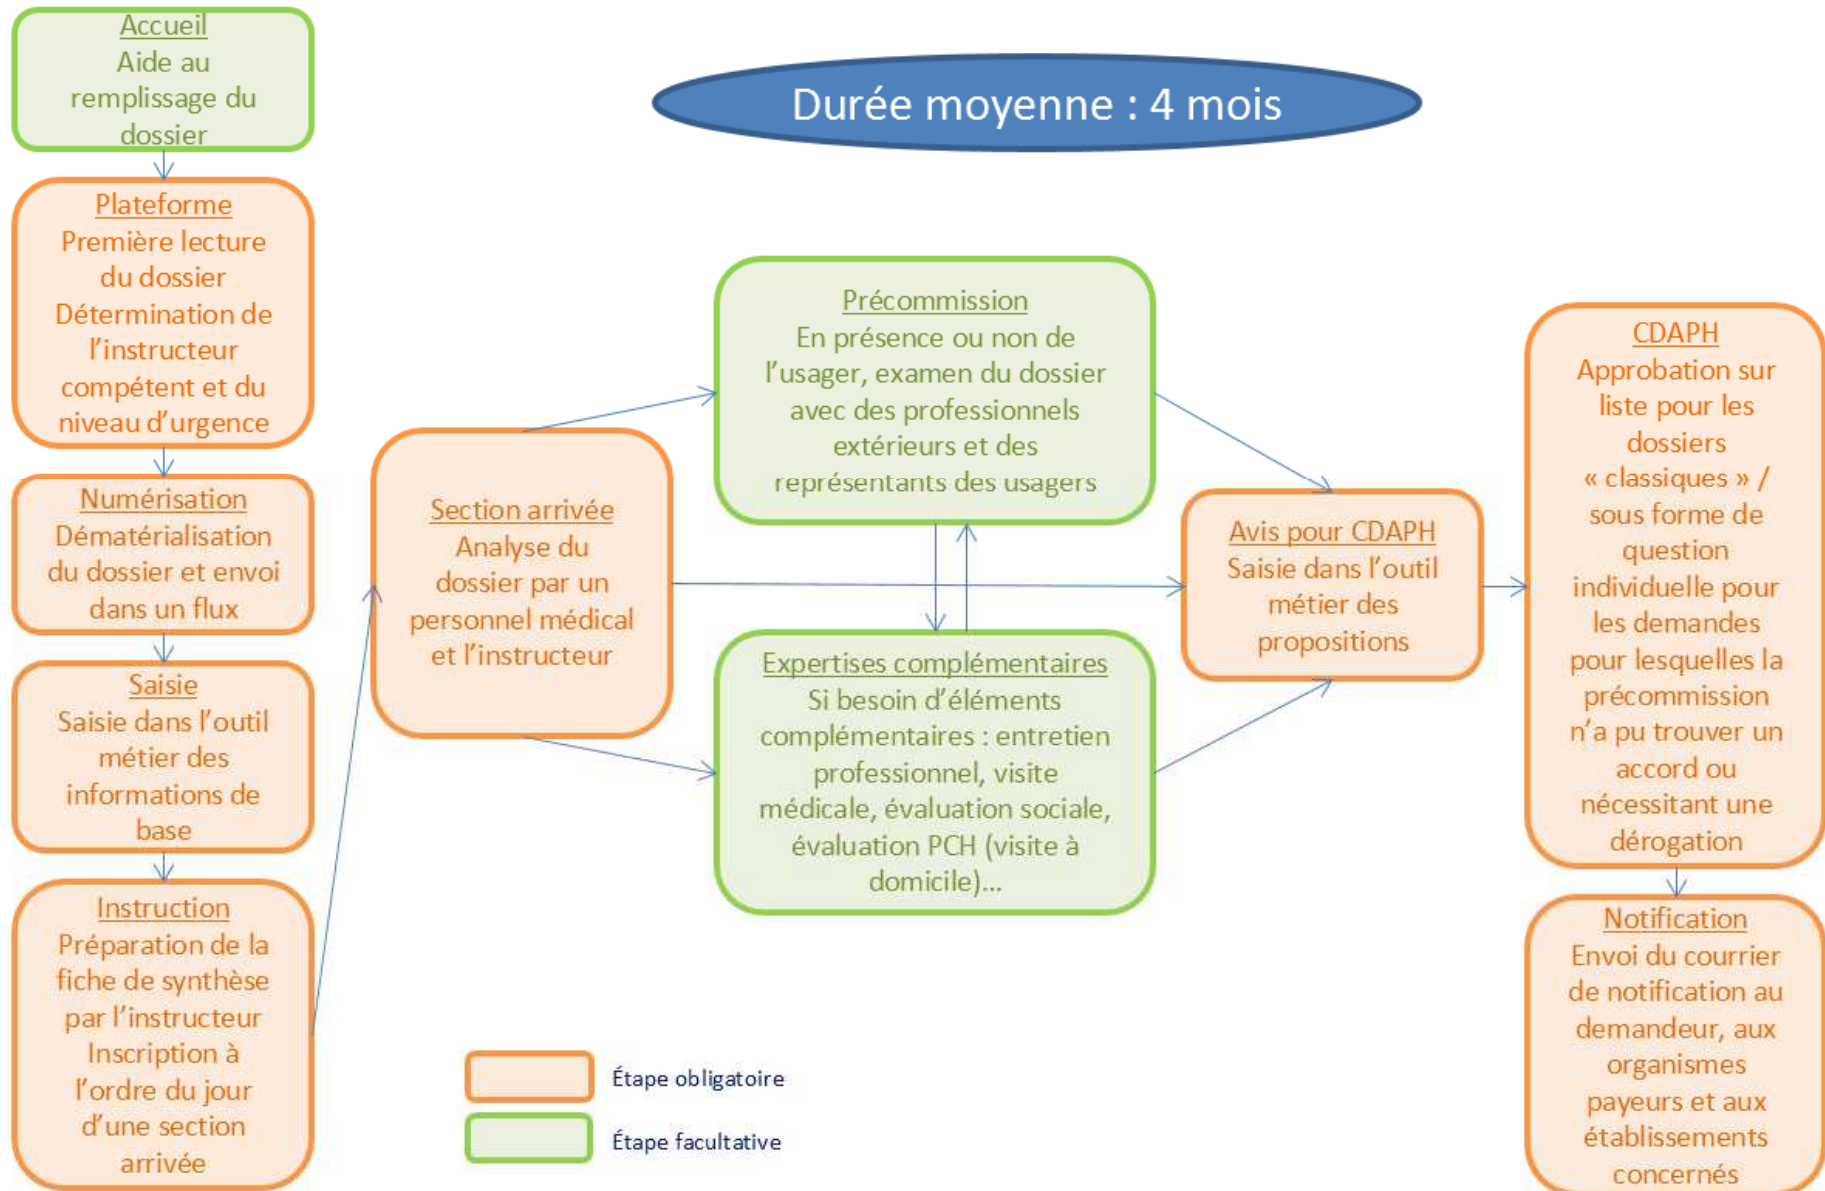 Accueil
Aide au
remplissage du
dossier
Durée moyenne : 4 mois
Plateforme
Première lecture
du dossier
Détermination de
l'instructeur
compétent et du
niveau d'urgence
Numérisation
Dématérialisation
du dossier et envoi
dans un flux
Saisie
Saisie dans l'outil
métier des
informations de
base
Instruction
Préparation de la
fiche de synthèse
par l'instructeur
Inscription à
l'ordre du jour
d'une section
arrivée
Section arrivée
Analyse du
dossier par un
personnel médical
et l'instructeur
Précommission
En présence ou non de
l'usager, examen du dossier
avec des professionnels
extérieurs et des
représentants des usagers
Expertises complémentaires
Si besoin d'éléments
complémentaires : entretien
professionnel, visite
médicale, évaluation sociale,
évaluation PCH (visite à
domicile)...
Avis pour CDAPH
Saisie dans l'outil
métier des
propositions
CDAPH
Approbation sur
liste pour les
dossiers
« classiques » /
sous forme de
question
individuelle pour
les demandes
pour lesquelles la
précommission
n'a pu trouver un
accord ou
nécessitant une
dérogation
Notification
Envoi du courrier
de notification au
demandeur, aux
organismes
payeurs et aux
établissements
concernés
Étape obligatoire
Étape facultative